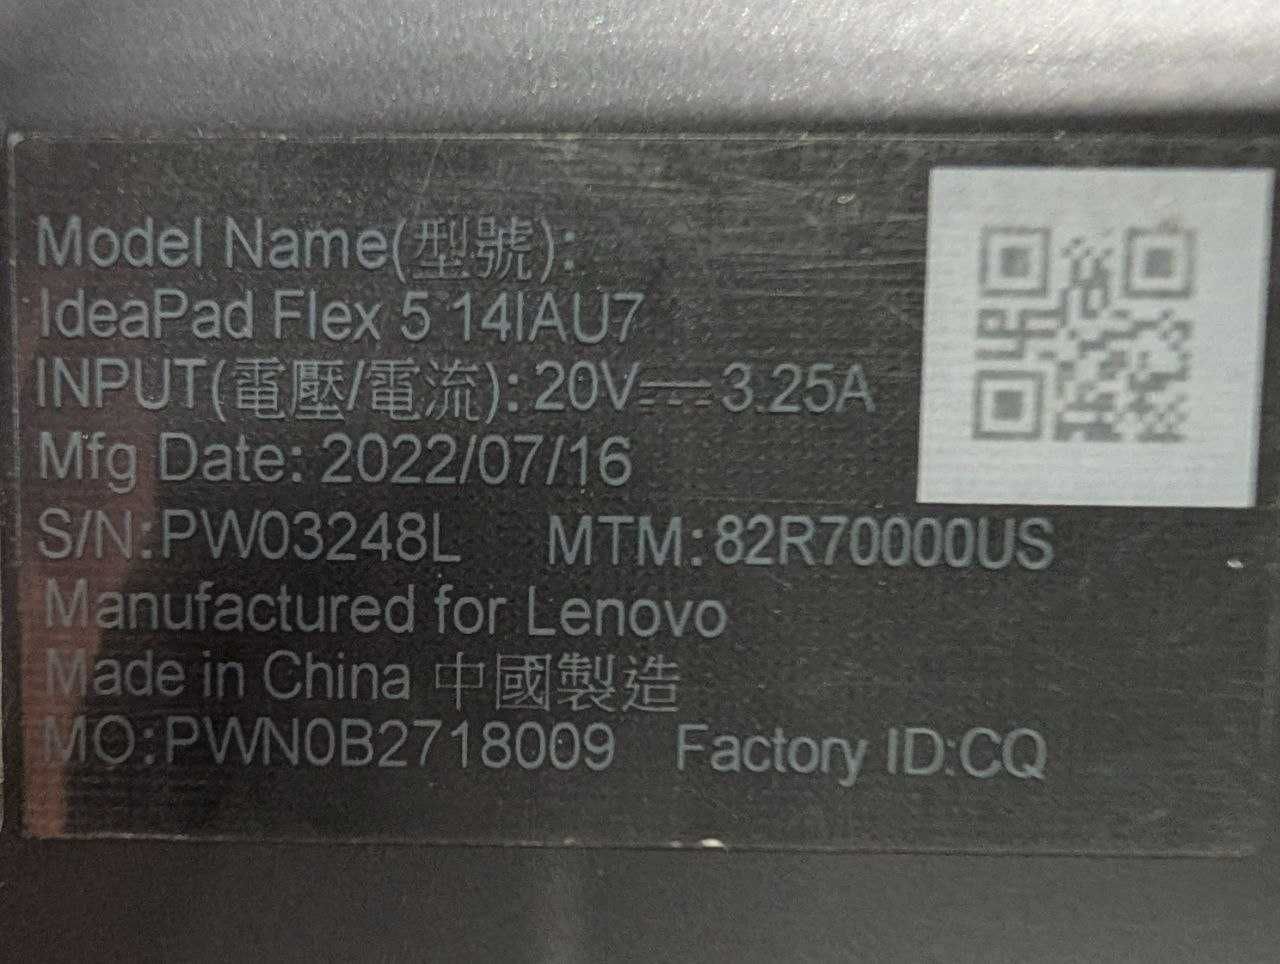 Model Name(型號):
IdeaPad Flex 5 14IAU7
INPUT(電壓/電流): 20V⎓3.25A
Mfg Date: 2022/07/16
S/N:PW03248L MTM:82R70000US
Manufactured for Lenovo
Made in China 中國製造
MO:PWN0B2718009 Factory ID:CQ